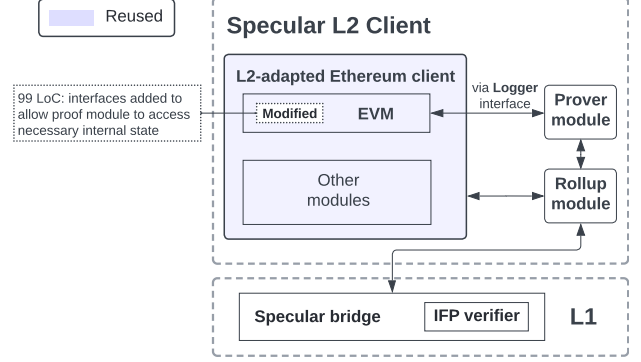 Reused
Specular L2 Client
L2-adapted Ethereum client
99 LoC: interfaces added to
allow proof module to access
necessary internal state
Modified
EVM
via Logger
interface
Prover
module
Other
modules
Rollup
module
Specular bridge
IFP verifier
L1